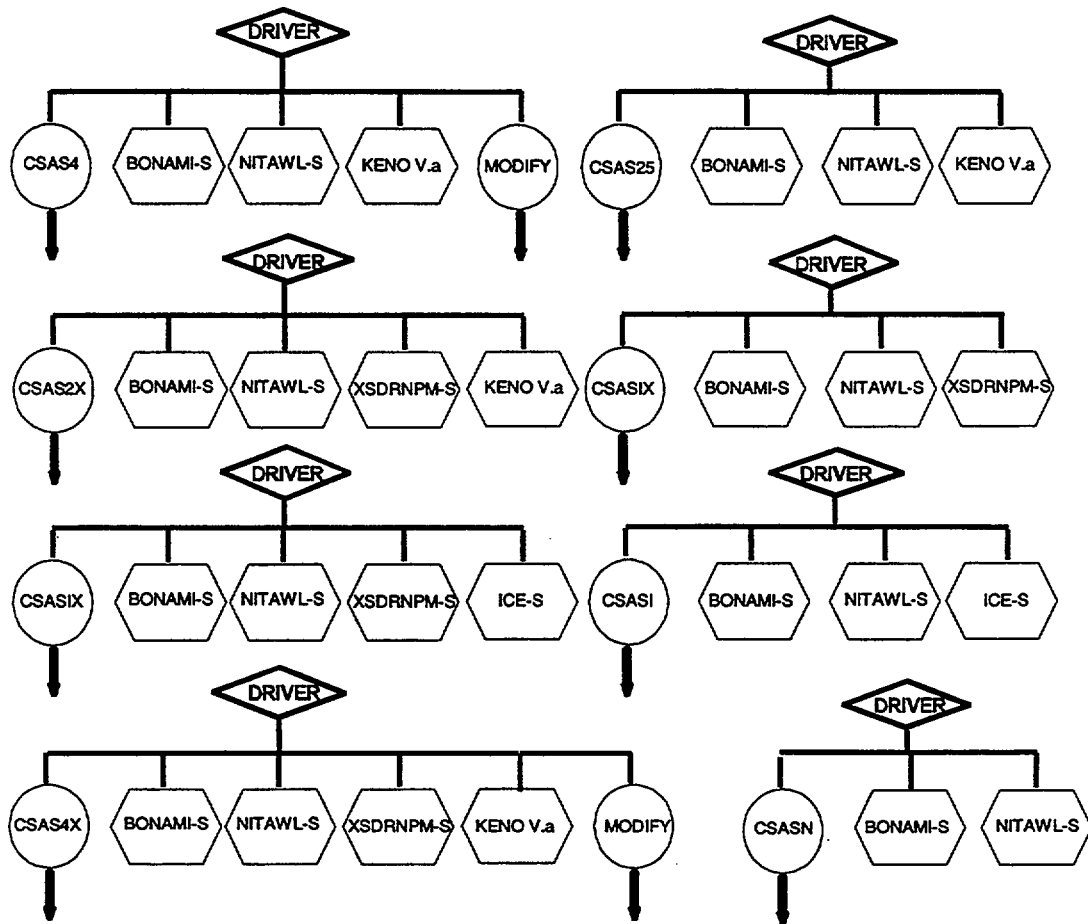 DRIVER
CSAS4 BONAMI-S NITAWL-S KENO V.a MODIFY
DRIVER
CSAS25 BONAMI-S NITAWL-S KENO V.a
DRIVER
CSAS2X BONAMI-S NITAWL-S XSDRNPM-S KENO V.a
DRIVER
CSASIX BONAMI-S NITAWL-S XSDRNPM-S
DRIVER
CSASIX BONAMI-S NITAWL-S XSDRNPM-S ICE-S
DRIVER
CSASI BONAMI-S NITAWL-S ICE-S
DRIVER
CSAS4X BONAMI-S NITAWL-S XSDRNPM-S KENO V.a MODIFY
DRIVER
CSASN BONAMI-S NITAWL-S